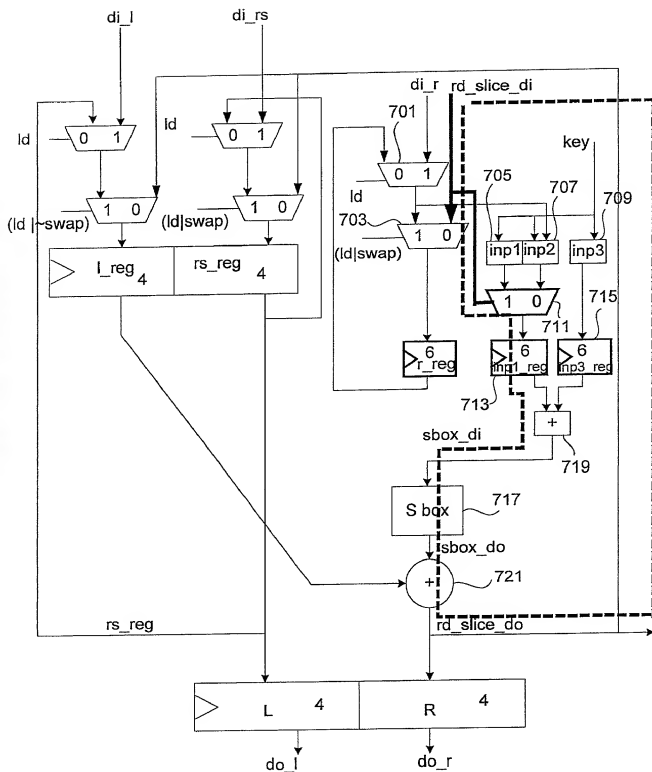 di_l
di_rs
di_r
rd_slice_di
701
key
ld
0 1
ld
0 1
0 1
ld
705
707
709
703
(ld |~swap)
1 0
(ld|swap)
1 0
(ld|swap)
1 0
inp1
inp2
inp3
l_reg
4
rs_reg
4
1 0
711
715
6
r_reg
6
inp1_reg
6
inp3_reg
713
+
719
sbox_di
S box
717
sbox_do
+
721
rs_reg
rd_slice_do
L
4
R
4
do_l
do_r